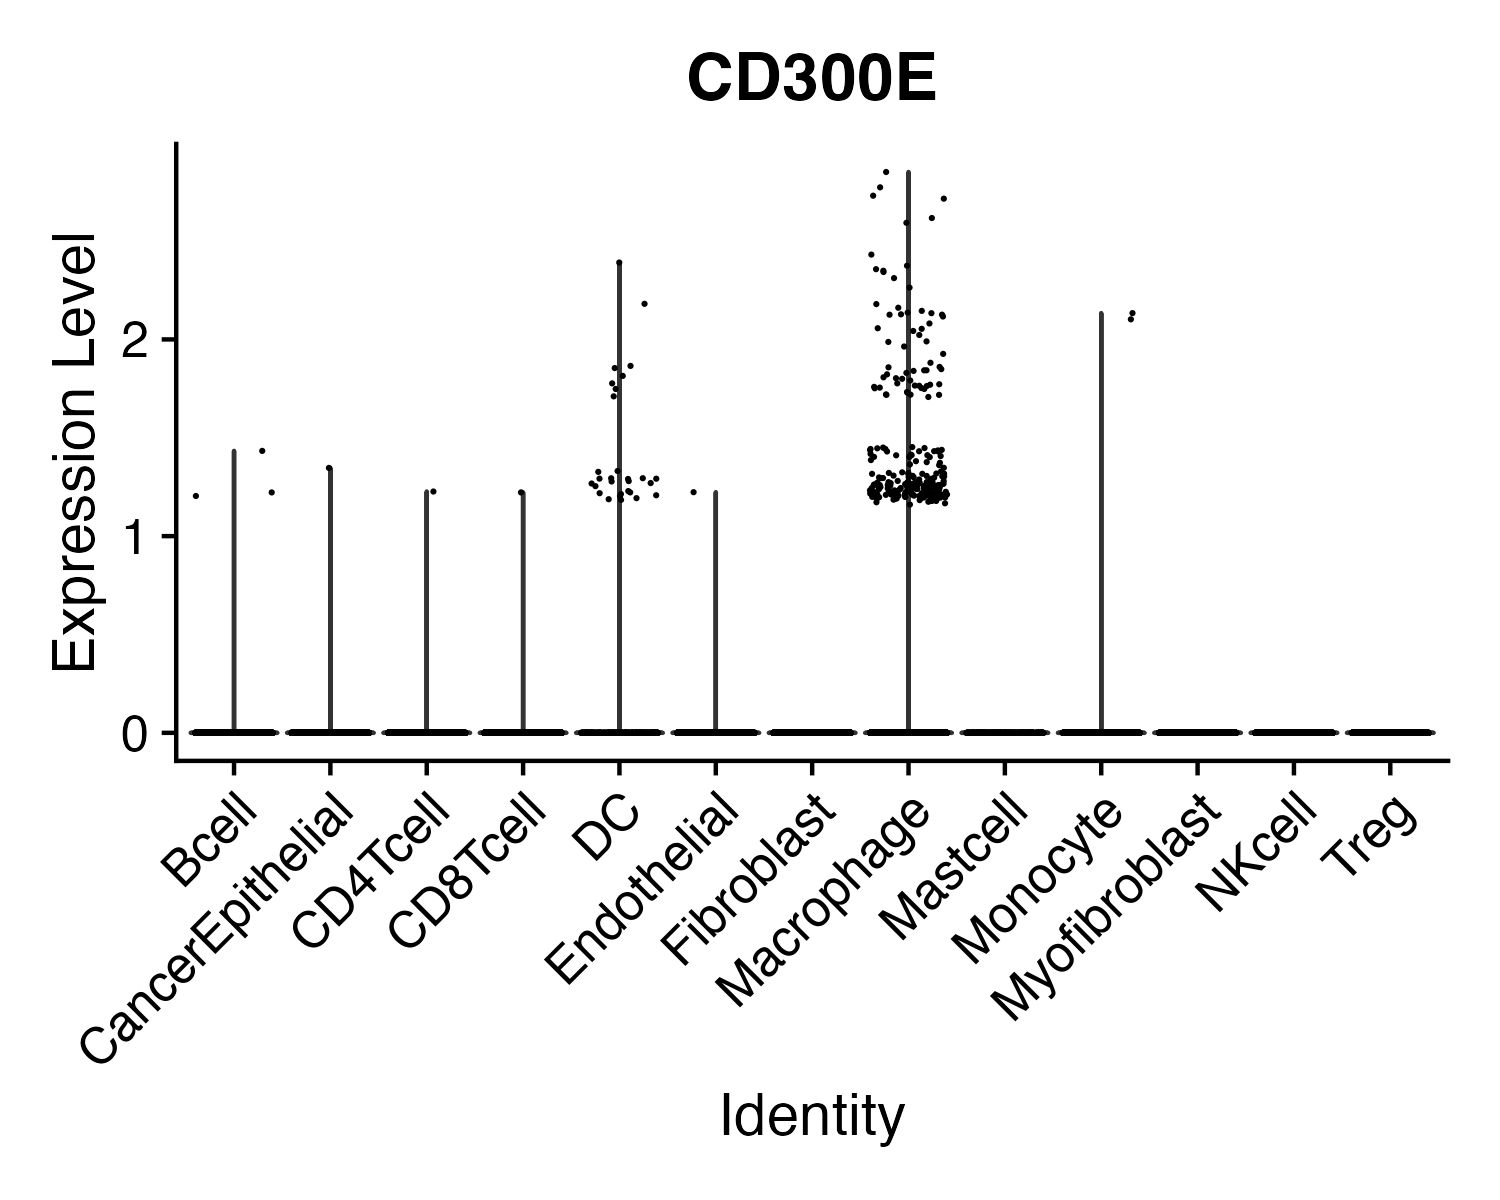 CD300E
Expression Level
2
1
0
Bcell
CancerEpithelial
CD4Tcell
CD8Tcell
DC
Endothelial
Fibroblast
Macrophage
Mastcell
Monocyte
Myofibroblast
NKcell
Treg
Identity